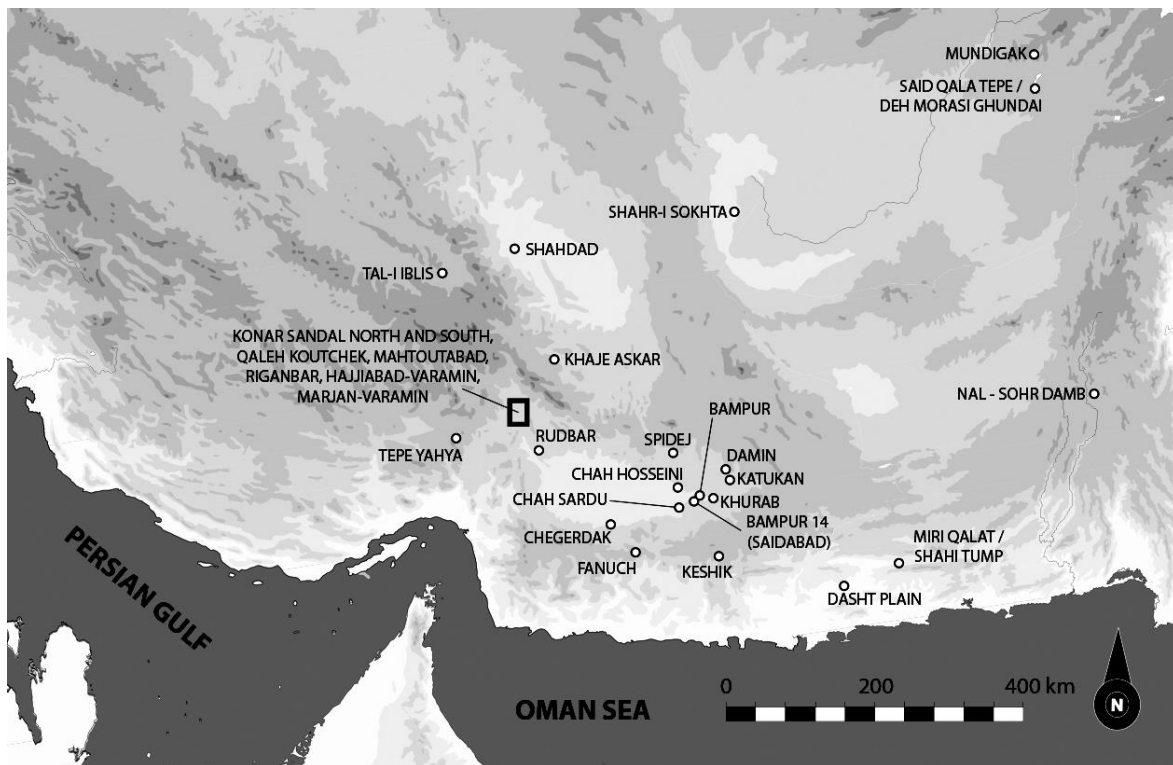 MUNDIGAK
SAID QALA TEPE /
DEH MORASI GHUNDAI
SHAHR-I SOKHTA
SHAHDAD
TAL-I IBLIS
KONAR SANDAL NORTH AND SOUTH,
QALEH KOUTCHEK, MAHTOUTABAD,
RIGANBAR, HAJJIABAD-VARAMIN,
MARJAN-VARAMIN
KHAJE ASKAR
NAL - SOHR DAMB
BAMPUR
TEPE YAHYA
RUDBAR
SPIDEJ
DAMIN
CHAH HOSSEINI
KATUKAN
CHAH SARDU
KHURAB
BAMPUR 14
(SAIDABAD)
CHEGERDAK
FANUCH
KESHIK
MIRI QALAT /
SHAHI TUMP
DASHT PLAIN
PERSIAN GULF
OMAN SEA
0 200 400 km
N